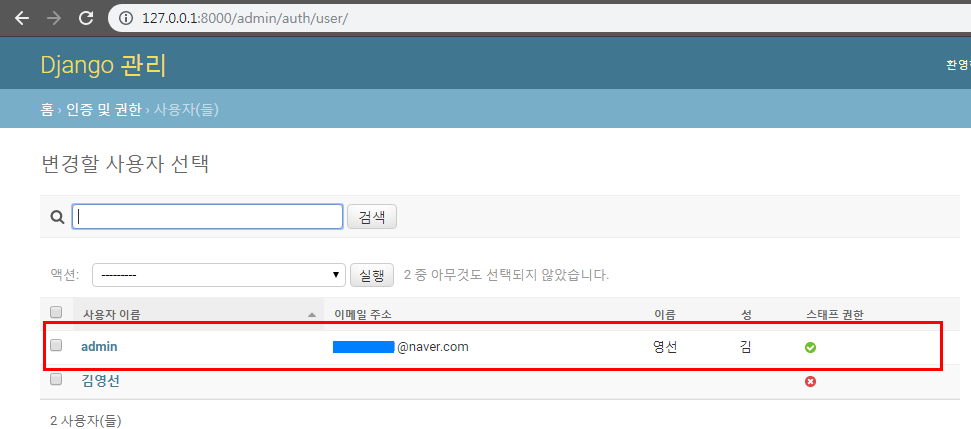 127.0.0.1:8000/admin/auth/user/
Django 관리
환영
홈 › 인증 및 권한 › 사용자(들)
변경할 사용자 선택
검색
액션: --------- 실행 2 중 아무것도 선택되지 않았습니다.
사용자 이름 이메일 주소 이름 성 스태프 권한
admin @naver.com 영선 김
김영선
2 사용자(들)